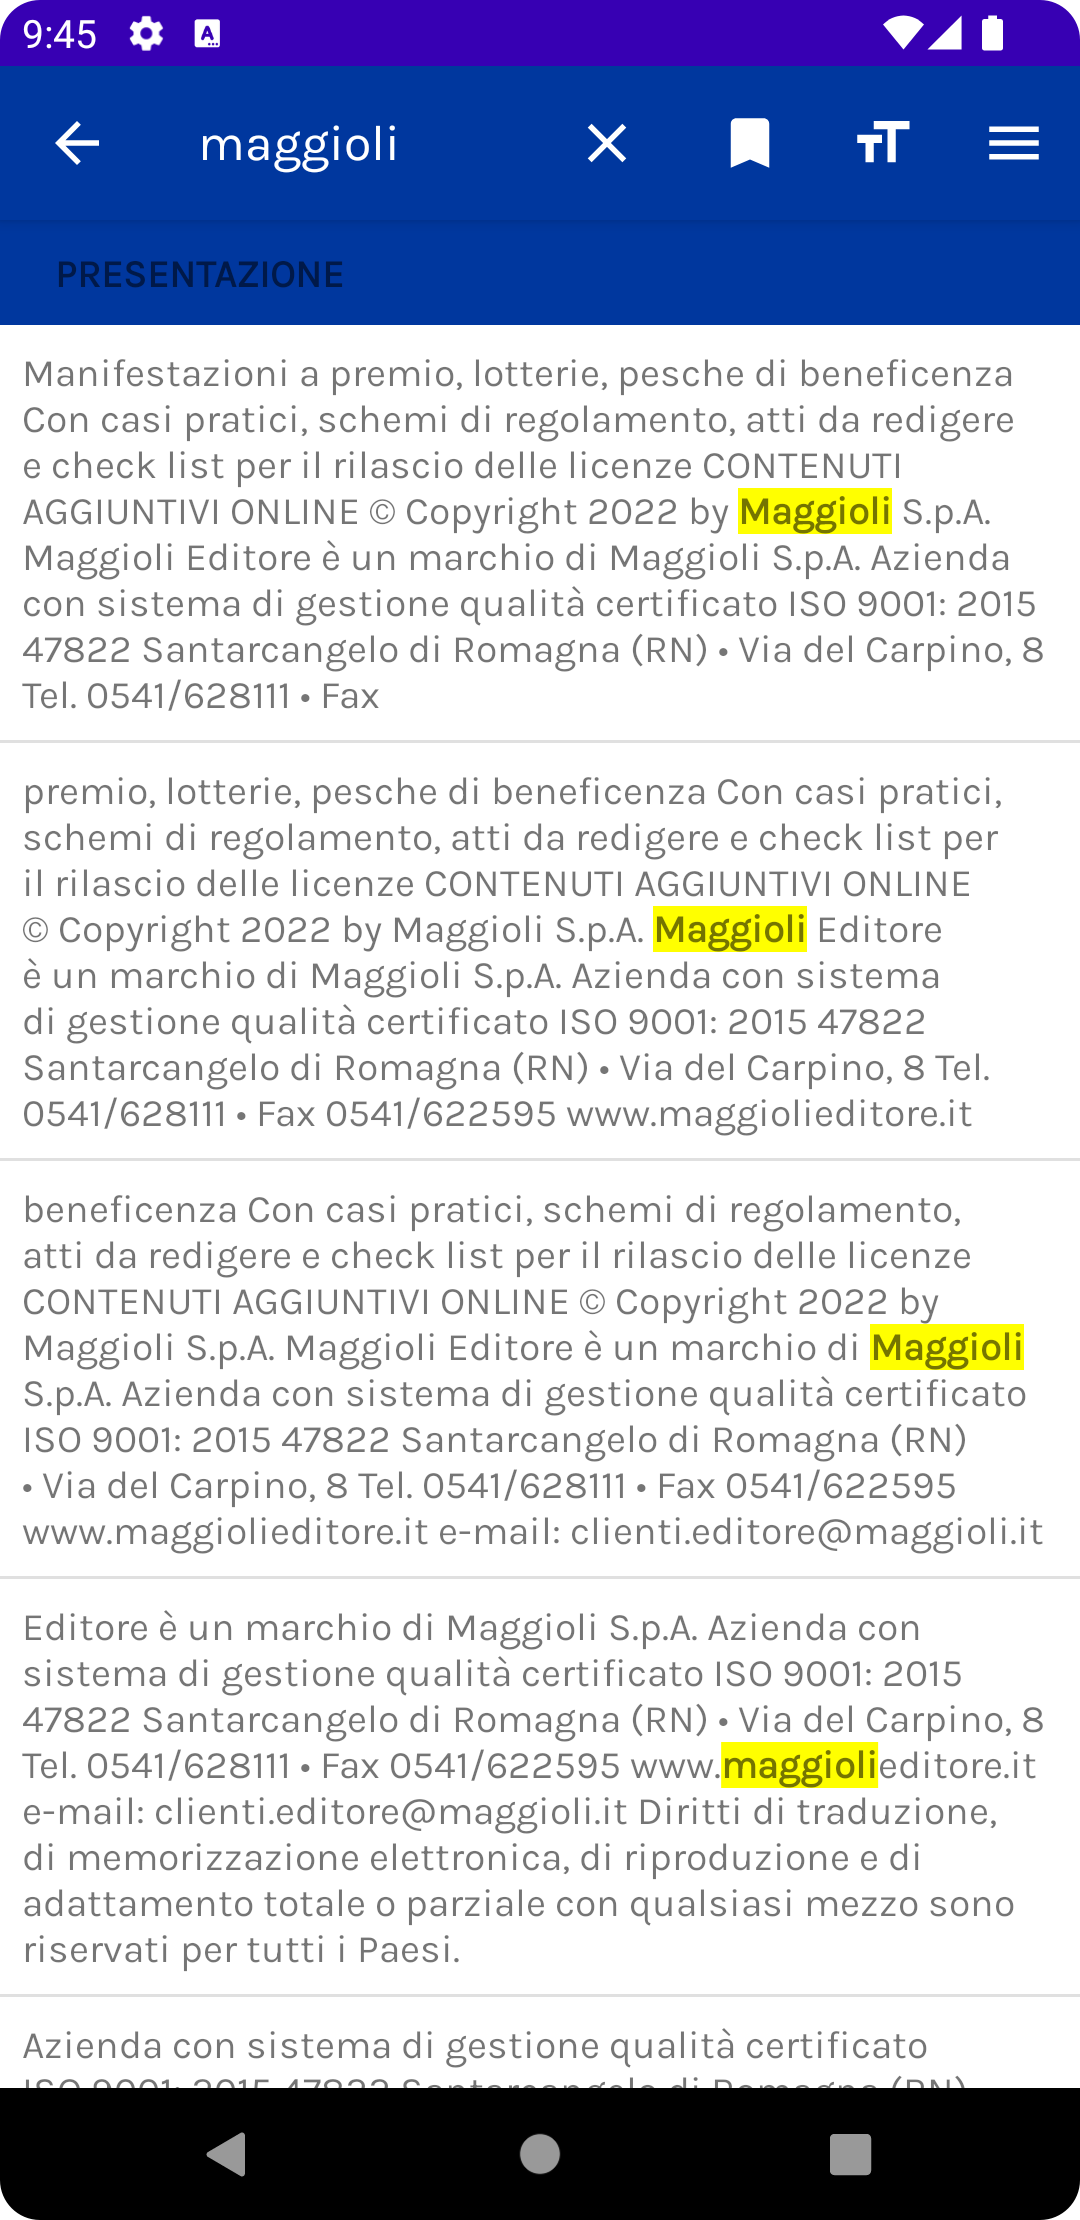 9:45
maggioli
PRESENTAZIONE
Manifestazioni a premio, lotterie, pesche di beneficenza
Con casi pratici, schemi di regolamento, atti da redigere
e check list per il rilascio delle licenze CONTENUTI
AGGIUNTIVI ONLINE © Copyright 2022 by Maggioli S.p.A.
Maggioli Editore è un marchio di Maggioli S.p.A. Azienda
con sistema di gestione qualità certificato ISO 9001: 2015
47822 Santarcangelo di Romagna (RN) • Via del Carpino, 8
Tel. 0541/628111 • Fax
premio, lotterie, pesche di beneficenza Con casi pratici,
schemi di regolamento, atti da redigere e check list per
il rilascio delle licenze CONTENUTI AGGIUNTIVI ONLINE
© Copyright 2022 by Maggioli S.p.A. Maggioli Editore
è un marchio di Maggioli S.p.A. Azienda con sistema
di gestione qualità certificato ISO 9001: 2015 47822
Santarcangelo di Romagna (RN) • Via del Carpino, 8 Tel.
0541/628111 • Fax 0541/622595 www.maggiolieditore.it
beneficenza Con casi pratici, schemi di regolamento,
atti da redigere e check list per il rilascio delle licenze
CONTENUTI AGGIUNTIVI ONLINE © Copyright 2022 by
Maggioli S.p.A. Maggioli Editore è un marchio di Maggioli
S.p.A. Azienda con sistema di gestione qualità certificato
ISO 9001: 2015 47822 Santarcangelo di Romagna (RN)
• Via del Carpino, 8 Tel. 0541/628111 • Fax 0541/622595
www.maggiolieditore.it e-mail: clienti.editore@maggioli.it
Editore è un marchio di Maggioli S.p.A. Azienda con
sistema di gestione qualità certificato ISO 9001: 2015
47822 Santarcangelo di Romagna (RN) • Via del Carpino, 8
Tel. 0541/628111 • Fax 0541/622595 www.maggiolieditore.it
e-mail: clienti.editore@maggioli.it Diritti di traduzione,
di memorizzazione elettronica, di riproduzione e di
adattamento totale o parziale con qualsiasi mezzo sono
riservati per tutti i Paesi.
Azienda con sistema di gestione qualità certificato
ISO 9001: 2015 47822 Santarcangelo di Romagna (RN)